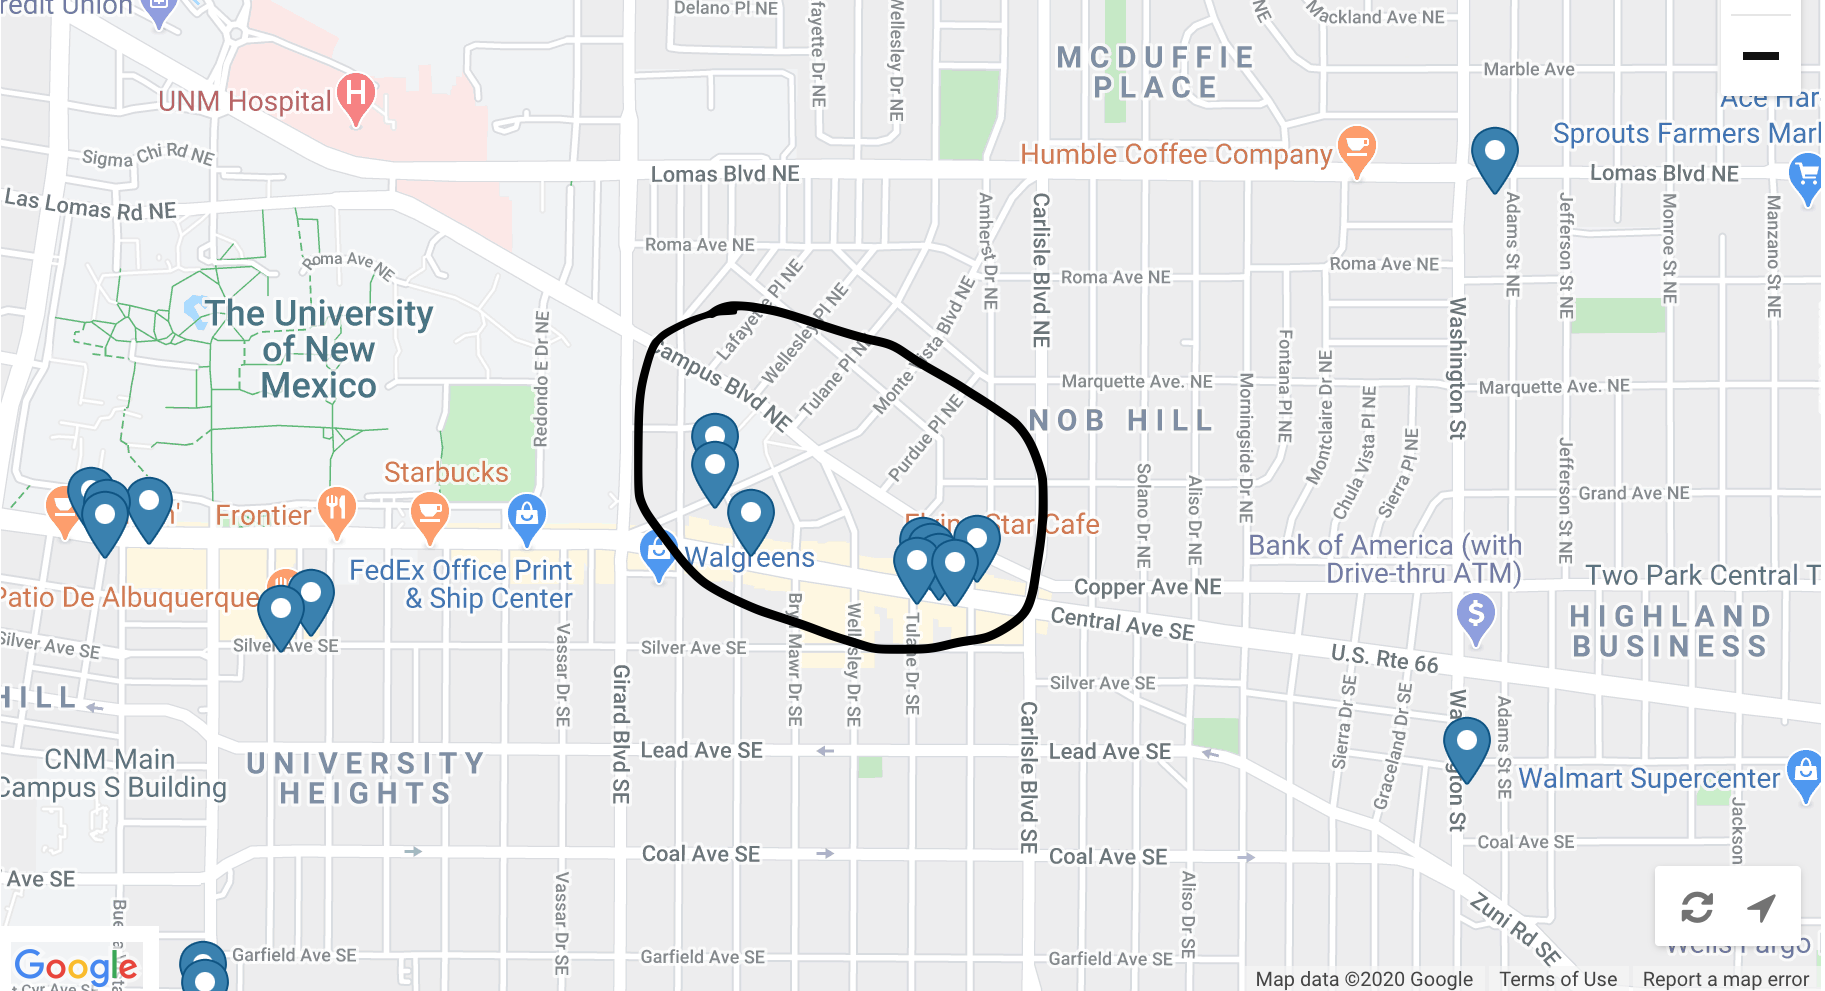 redit Union
Delano Pl NE
fayette Dr NE
Wellesley Dr NE
NE
Mackland Ave NE
MCDUFFIE
PLACE
Marble Ave
UNM Hospital
H
Ace Har
Sprouts Farmers Mark
Sigma Chi Rd NE
Humble Coffee Company
Lomas Blvd NE
Lomas Blvd NE
Las Lomas Rd NE
Amherst Dr NE
Carlisle Blvd NE
Adams St NE
Jefferson St NE
Monroe St NE
Manzano St NE
Roma Ave NE
Roma Ave NE
Roma Ave NE
Roma Ave NE
The University
of New
Mexico
Redondo E Dr NE
Lafayette Pl NE
Wellesley Pl NE
Tulane Pl NE
Monte Vista Blvd NE
Purdue Pl NE
Campus Blvd NE
Washington St
Fontana Pl NE
Montclaire Dr NE
Chula Vista Pl NE
Sierra Pl NE
Morningside Dr NE
Marquette Ave. NE
Marquette Ave. NE
NOB HILL
Solano Dr NE
Aliso Dr NE
Jefferson St NE
Starbucks
Grand Ave NE
Frontier
Flying Star Cafe
Walgreens
Bank of America (with
Drive-thru ATM)
FedEx Office Print
& Ship Center
Copper Ave NE
Two Park Central T
Patio De Albuquerque
Central Ave SE
$
HIGHLAND
BUSINESS
Silver Ave SE
Silver Ave SE
Silver Ave SE
Silver Ave SE
U.S. Rte 66
Vassar Dr SE
Girard Blvd SE
Bryn Mawr Dr SE
Wellesley Dr SE
Tulane Dr SE
Carlisle Blvd SE
Sierra Dr SE
Graceland Dr SE
Washington St
Adams St SE
HILL
Lead Ave SE
Lead Ave SE
CNM Main
Campus S Building
UNIVERSITY
HEIGHTS
Walmart Supercenter
Jackson
Coal Ave SE
Coal Ave SE
Coal Ave SE
Ave SE
Vassar Dr SE
Aliso Dr SE
Zuni Rd SE
Garfield Ave SE
Garfield Ave SE
Garfield Ave SE
Wells Fargo
Google
Map data ©2020 Google
Terms of Use
Report a map error